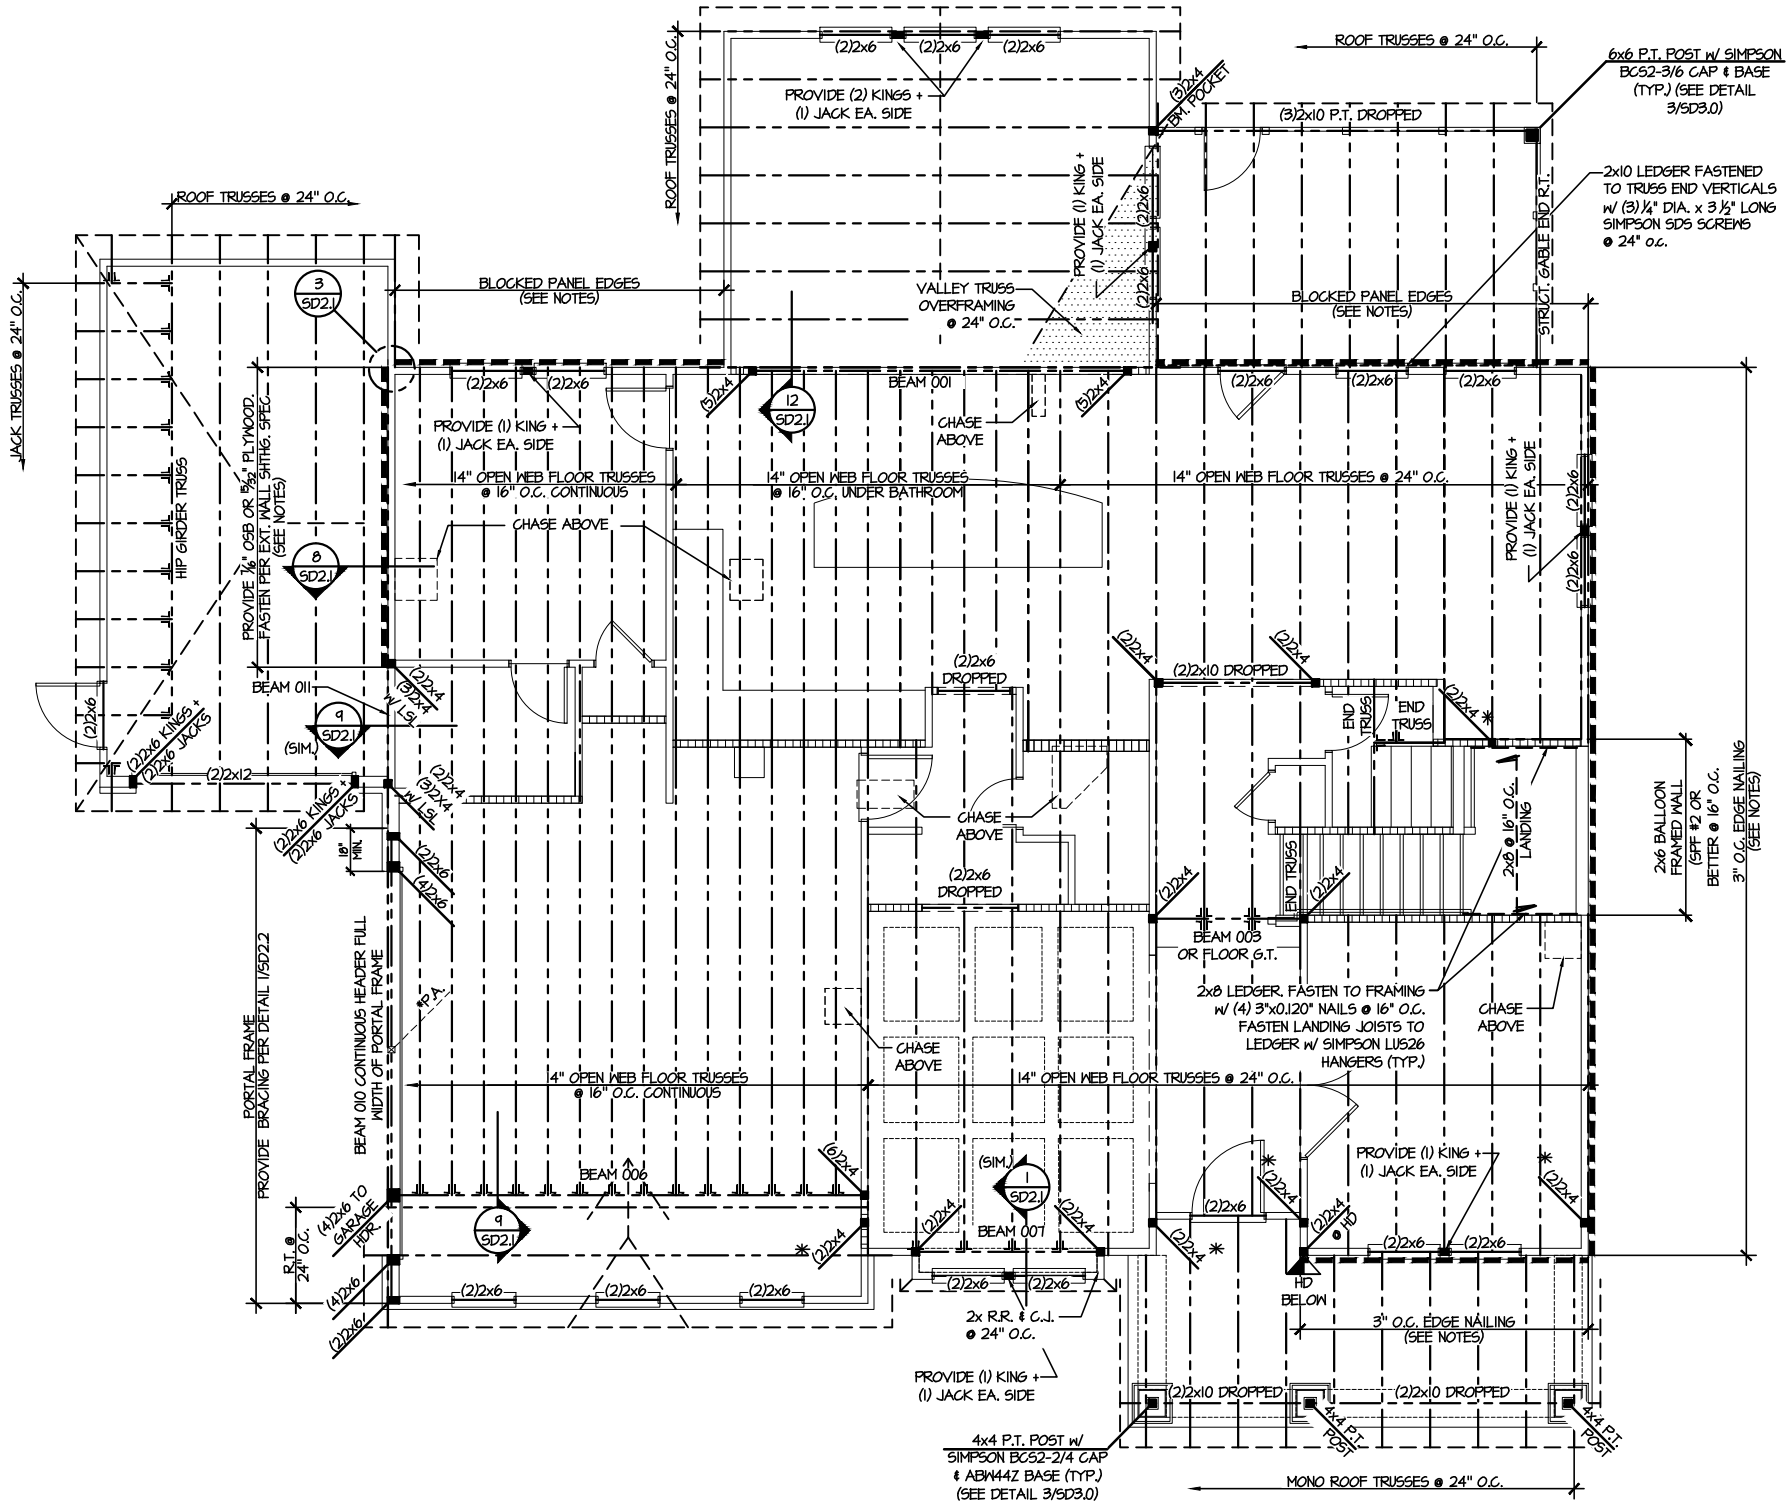 (2)2x6
(2)2x6
(2)2x6
ROOF TRUSSES @ 24" O.C.
ROOF TRUSSES @ 24" O.C.
6x6 P.T. POST W/ SIMPSON
BCS2-3/6 CAP & BASE
(TYP.) (SEE DETAIL
3/SD3.0)
PROVIDE (2) KINGS +
(1) JACK EA. SIDE
(3)2x4
BM. POCKET
(3)2x10 P.T. DROPPED
PROVIDE (1) KING +
(1) JACK EA. SIDE
(2)2x6
(2)2x6
STRUCT. GABLE END R.T.
2x10 LEDGER FASTENED
TO TRUSS END VERTICALS
W/ (3) 1/4" DIA. x 3 1/2" LONG
SIMPSON SDS SCREWS
@ 24" O.C.
ROOF TRUSSES @ 24" O.C.
JACK TRUSSES @ 24" O.C.
3
SD2.1
BLOCKED PANEL EDGES
(SEE NOTES)
VALLEY TRUSS
OVERFRAMING
@ 24" O.C.
BLOCKED PANEL EDGES
(SEE NOTES)
(2)2x6
(2)2x6
(5)2x4
12
SD2.1
BEAM 001
(5)2x4
(2)2x6
(2)2x6
(2)2x6
CHASE
ABOVE
PROVIDE (1) KING +
(1) JACK EA. SIDE
HIP GIRDER TRUSS
PROVIDE 7/16" OSB OR 15/32" PLYWOOD.
FASTEN PER EXT. WALL SHTHG. SPEC.
(SEE NOTES)
14" OPEN WEB FLOOR TRUSSES
@ 16" O.C. CONTINUOUS
14" OPEN WEB FLOOR TRUSSES
@ 16" O.C. UNDER BATHROOM
14" OPEN WEB FLOOR TRUSSES @ 24" O.C.
PROVIDE (1) KING +
(1) JACK EA. SIDE
(2)2x6
(2)2x6
CHASE ABOVE
8
SD2.1
(2)2x4
(3)2x4
W/ LSL
BEAM 011
9
SD2.1
(SIM.)
(2)2x6
(2)2x6 KINGS +
(2)2x6 JACKS
(2)2x12
(2)2x6 KINGS +
(2)2x6 JACKS
(2)2x4
(3)2x4
W/ LSL
(2)2x6
DROPPED
(2)2x4
(2)2x4
(2)2x10 DROPPED
END
TRUSS
END
TRUSS
(2)2x4
*
2x8 @ 16" O.C.
LANDING
2x6 BALLOON
FRAMED WALL
(SPF #2 OR
BETTER @ 16" O.C.
3" O.C. EDGE NAILING
(SEE NOTES)
CHASE
ABOVE
18"
MIN.
(2)2x6
(4)2x6
(2)2x6
DROPPED
(2)2x4
END TRUSS
(2)2x4
BEAM 003
OR FLOOR G.T.
PORTAL FRAME
PROVIDE BRACING PER DETAIL 1/SD2.2
BEAM 010 CONTINUOUS HEADER FULL
WIDTH OF PORTAL FRAME
"P.A.
2x8 LEDGER. FASTEN TO FRAMING
W/ (4) 3"x0.120" NAILS @ 16" O.C.
FASTEN LANDING JOISTS TO
LEDGER W/ SIMPSON LUS26
HANGERS (TYP.)
CHASE
ABOVE
CHASE
ABOVE
14" OPEN WEB FLOOR TRUSSES
@ 16" O.C. CONTINUOUS
14" OPEN WEB FLOOR TRUSSES @ 24" O.C.
BEAM 006
(6)2x4
(SIM.)
1
SD2.1
PROVIDE (1) KING +
(1) JACK EA. SIDE
*
*
(2)2x4
(2)2x4
(4)2x6 TO
GARAGE
HDR.
R.T. @
24" O.C.
9
SD2.1
(2)2x4
*
(2)2x4
(2)2x4
BEAM 007
(2)2x6
(2)2x4
*
(2)2x4
@ HD
(2)2x6
(2)2x6
HD
BELOW
(4)2x6
(2)2x6
(2)2x6
(2)2x6
(2)2x6
(2)2x6
(2)2x6
2x R.R. & C.J.
@ 24" O.C.
3" O.C. EDGE NAILING
(SEE NOTES)
PROVIDE (1) KING +
(1) JACK EA. SIDE
(2)2x10 DROPPED
(2)2x10 DROPPED
4x4 P.T.
POST
4x4 P.T.
POST
4x4 P.T. POST W/
SIMPSON BCS2-2/4 CAP
& ABW44Z BASE (TYP.)
(SEE DETAIL 3/SD3.0)
MONO ROOF TRUSSES @ 24" O.C.